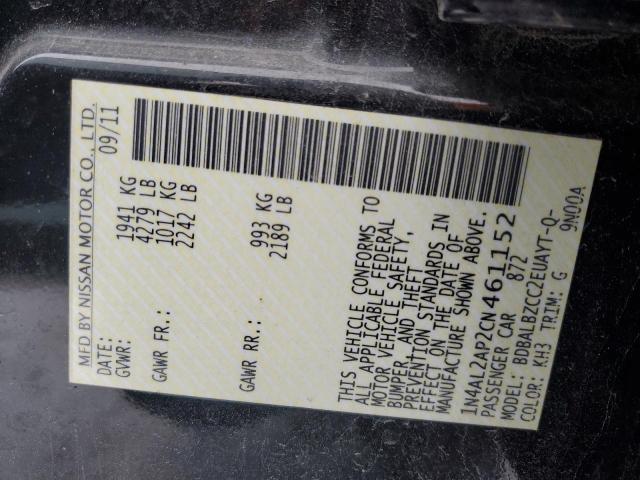 MFD BY NISSAN MOTOR CO., LTD.
DATE: 09/11
GVWR: 1941 KG
4279 LB
GAWR FR.: 1017 KG
2242 LB
GAWR RR.: 993 KG
2189 LB
THIS VEHICLE CONFORMS TO
ALL APPLICABLE FEDERAL
MOTOR VEHICLE SAFETY,
BUMPER, AND THEFT
PREVENTION STANDARDS IN
EFFECT ON THE DATE OF
MANUFACTURE SHOWN ABOVE.
1N4AL2AP2CN461152
PASSENGER CAR 872
MODEL: BDBALBZCC2EUAYT-Q-
COLOR: KH3 TRIM: G 9N00A